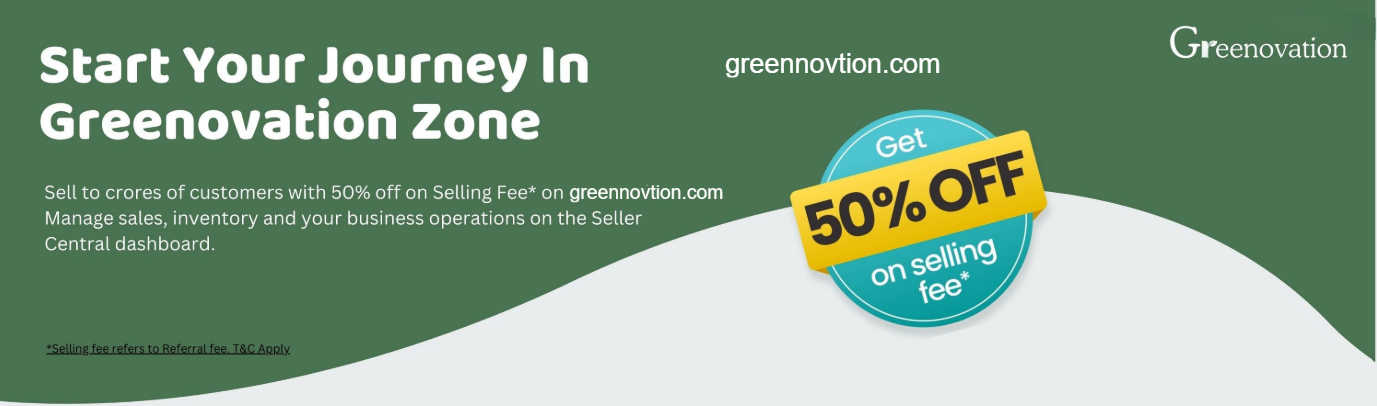 Start Your Journey In
Greenovation Zone
greennovtion.com
Greenovation
Sell to crores of customers with 50% off on Selling Fee* on greennovtion.com
Manage sales, inventory and your business operations on the Seller
Central dashboard.
Get
50% OFF
on selling
fee*
*Selling fee refers to Referral fee. T&C Apply